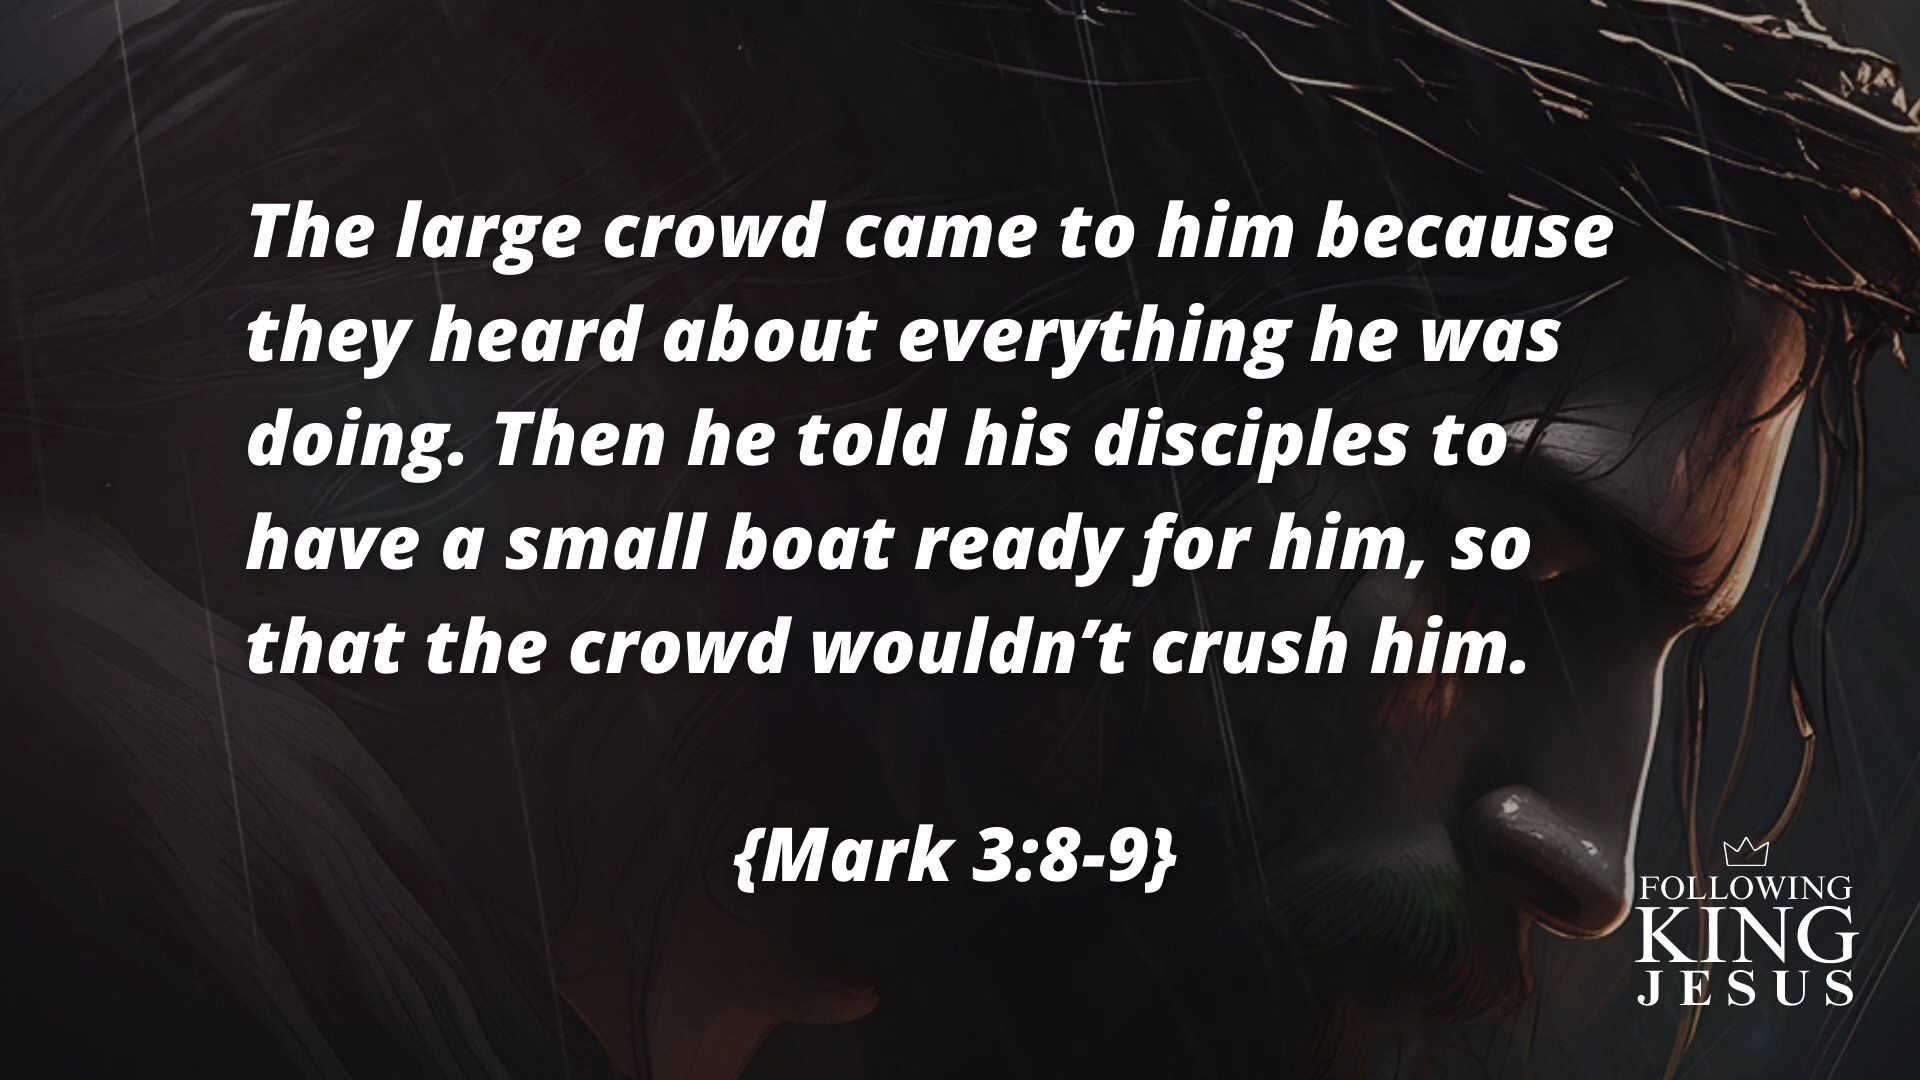 The large crowd came to him because
they heard about everything he was
doing. Then he told his disciples to
have a small boat ready for him, so
that the crowd wouldn’t crush him.
{Mark 3:8-9}
FOLLOWING
KING
JESUS